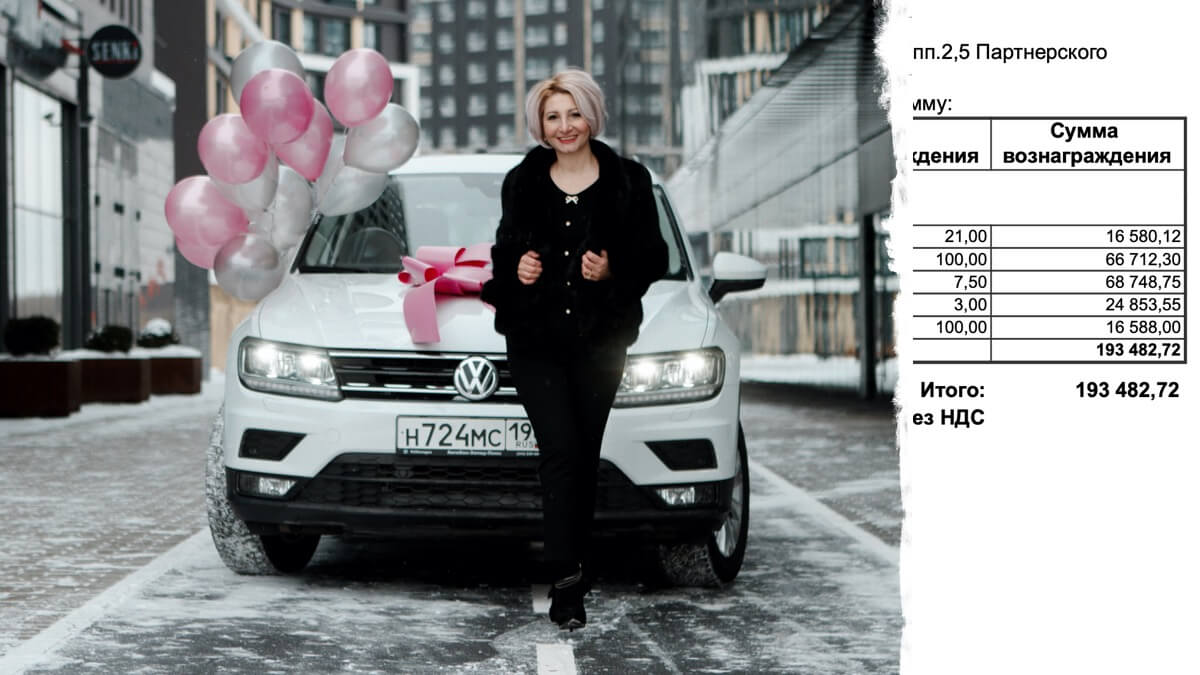 SENKI
Н724МС 19
RUS
пп.2,5 Партнерского
мму:
ждения
Сумма
вознаграждения
21,00 16 580,12
100,00 66 712,30
7,50 68 748,75
3,00 24 853,55
100,00 16 588,00
193 482,72
Итого: 193 482,72
ез НДС